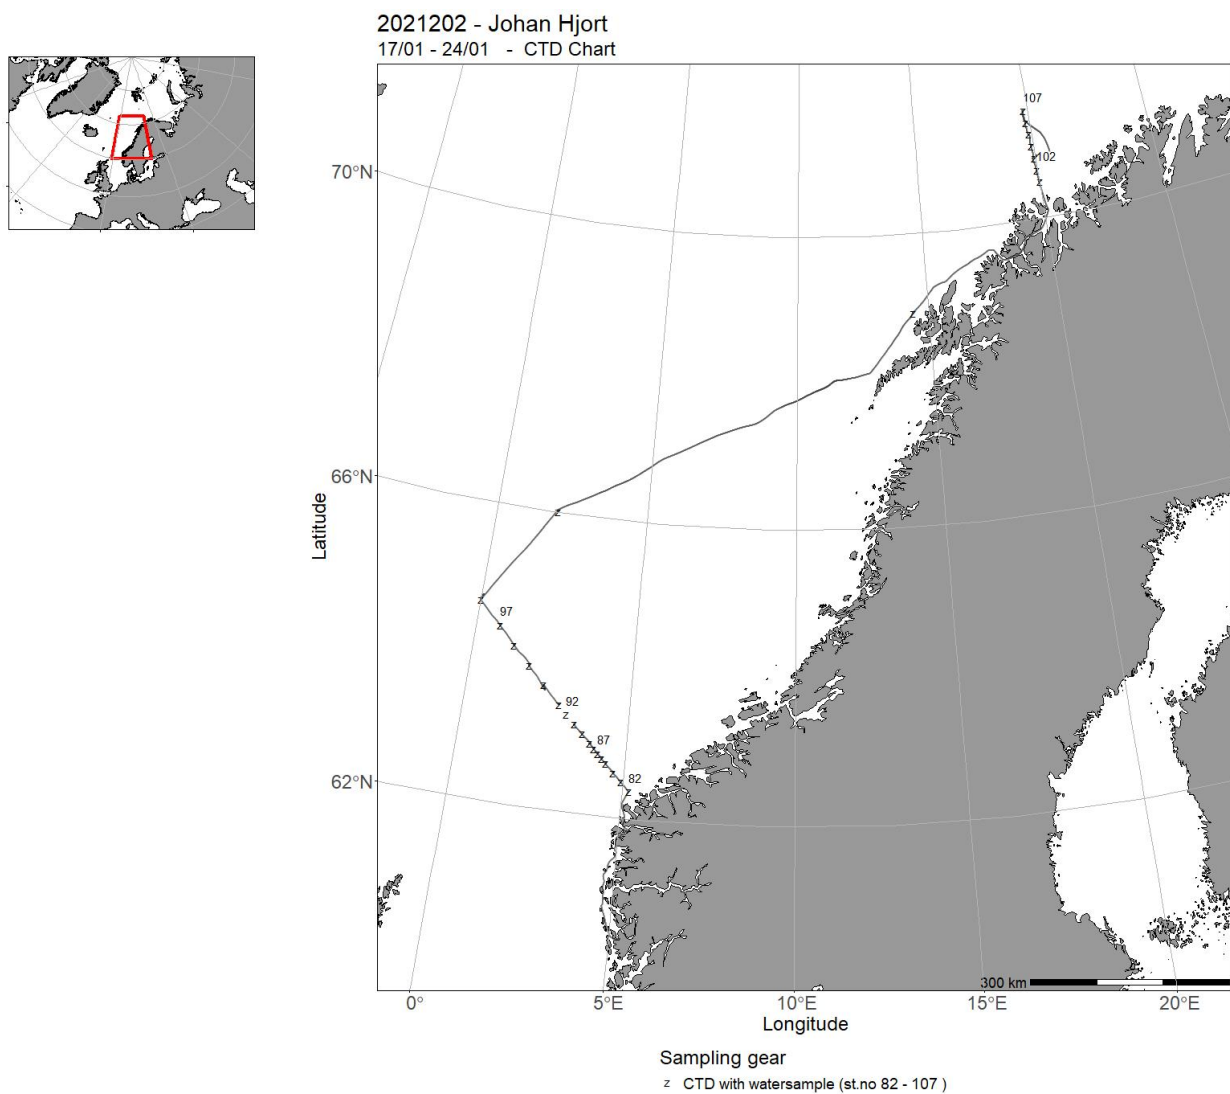 2021202 - Johan Hjort
17/01 - 24/01 - CTD Chart
107
102
70°N
66°N
Latitude
z
z
z
97
z
z
z
4
z
92
z
z
z
z
87
z
z
z
z
z
z
82
z
62°N
300 km
0°
5°E
10°E
15°E
20°E
Longitude
Sampling gear
z CTD with watersample (st.no 82 - 107 )